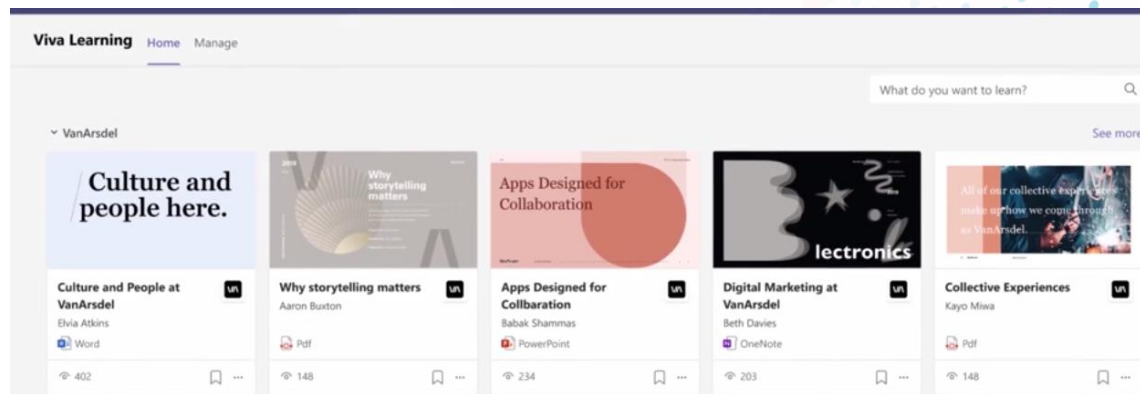 Viva Learning Home Manage
What do you want to learn?
VanArsdel
See more
Culture and
people here.
Culture and People at
VanArsdel
Elvia Atkins
Word
402
2019
Why
storytelling
matters
Why storytelling matters
Aaron Buxton
Pdf
148
Apps Designed for
Collaboration
Apps Designed for
Collbaration
Babak Shammas
PowerPoint
234
lectronics
Digital Marketing at
VanArsdel
Beth Davies
OneNote
203
All of our collective experiences
make up how we come through
as VanArsdel.
Collective Experiences
Kayo Miwa
Pdf
148